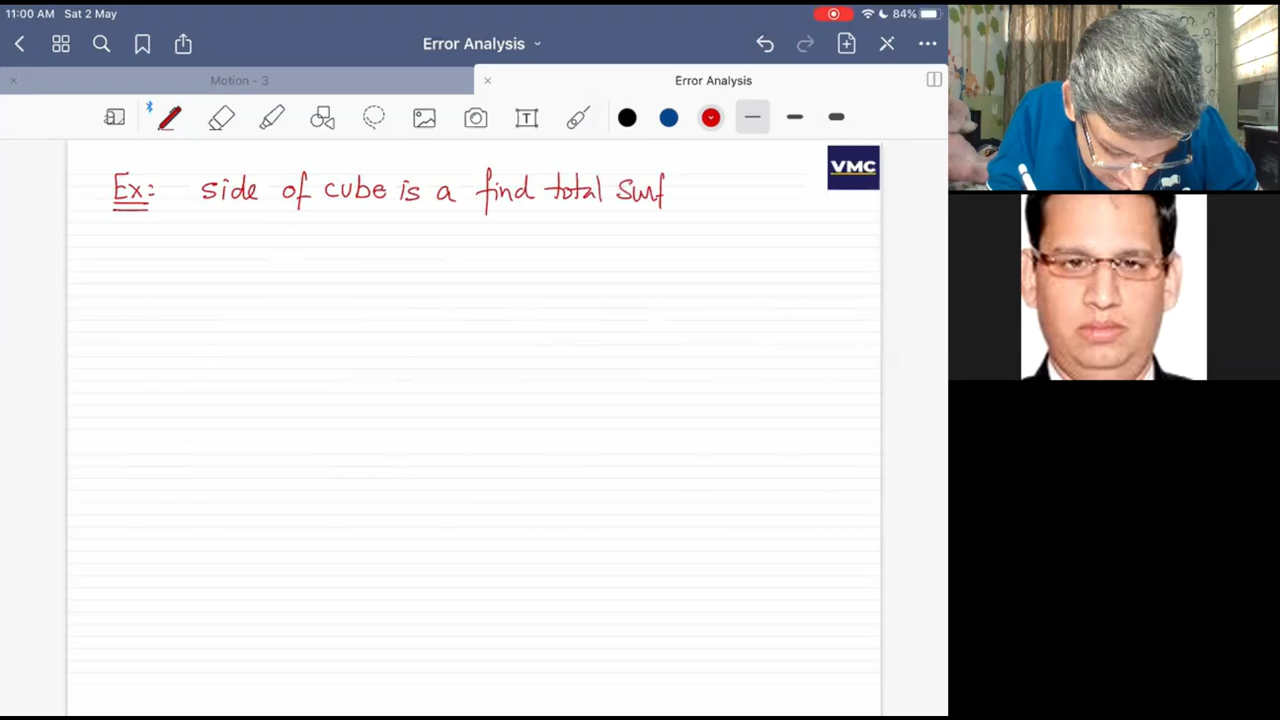 11:00 AM Sat 2 May
84%
Error Analysis
Motion - 3
Error Analysis
T
VMC
Ex: side of cube is a find total surf